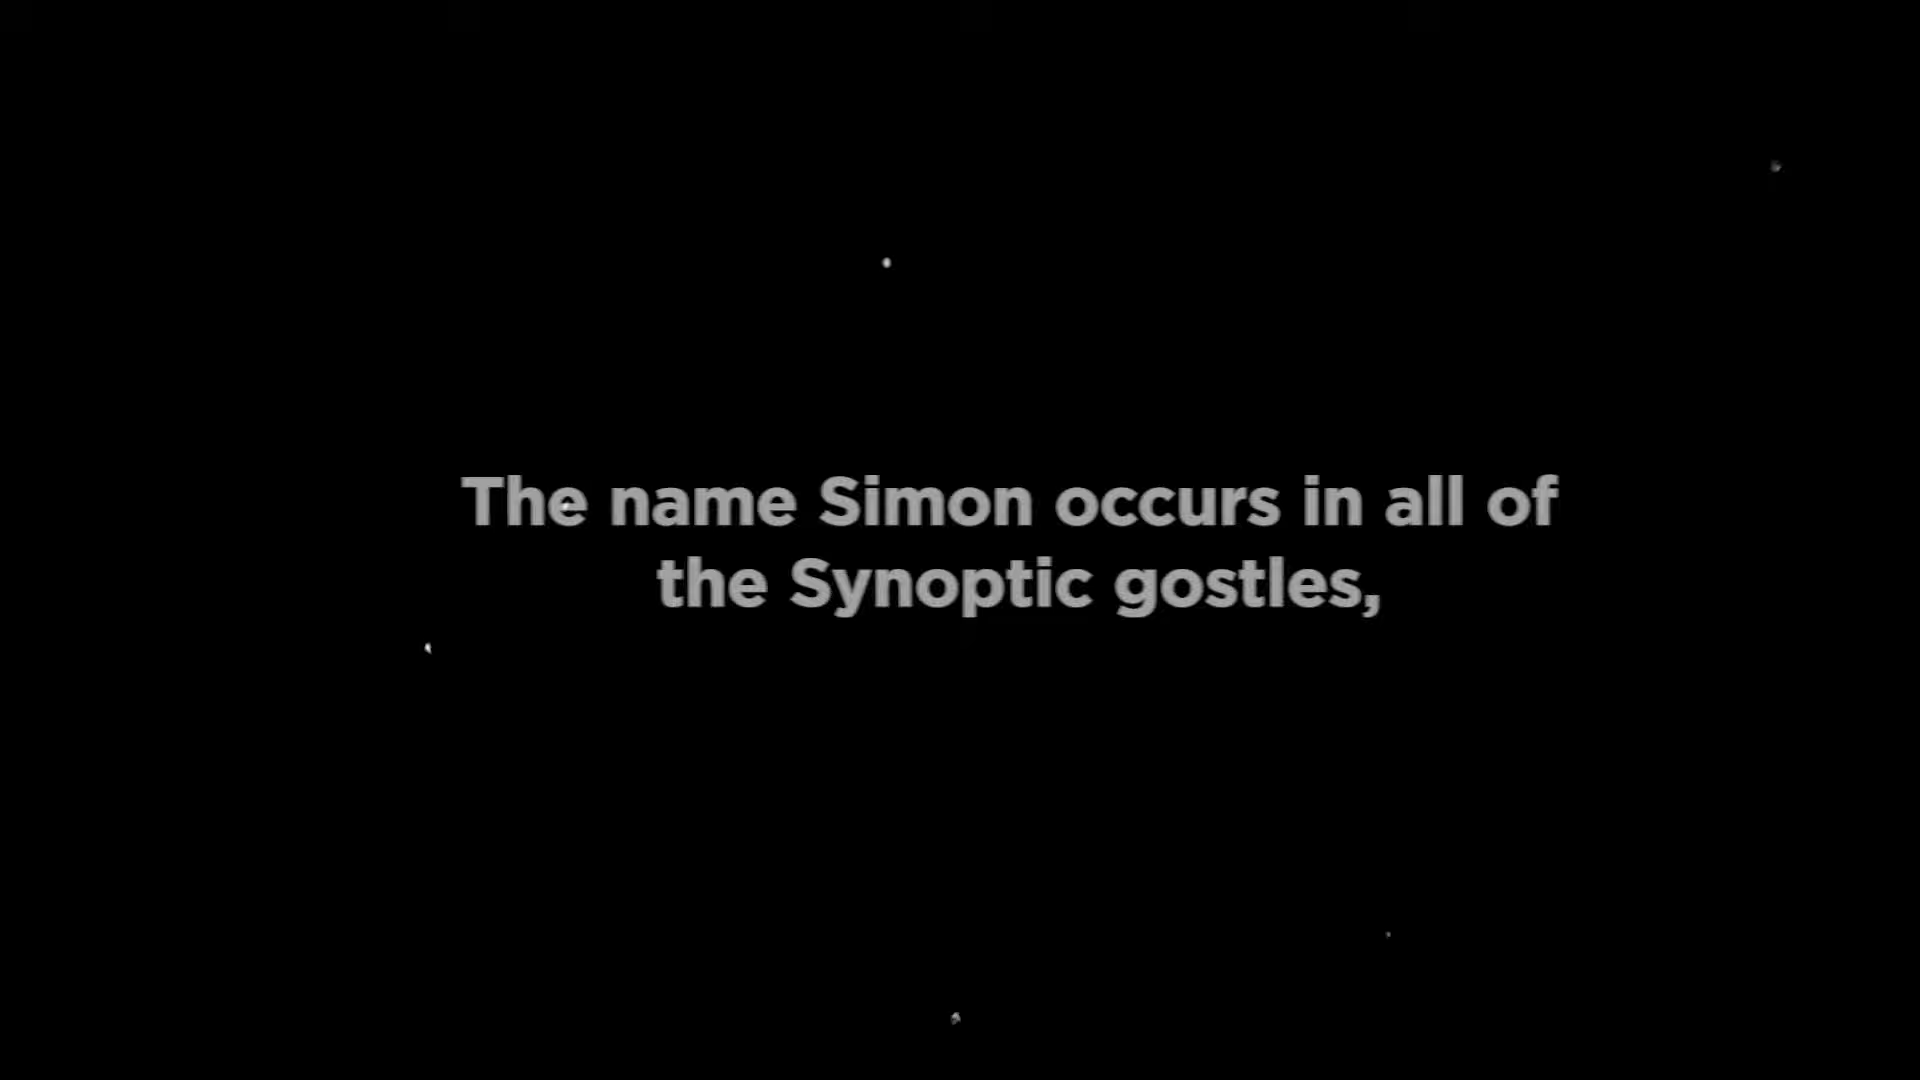 The name Simon occurs in all of
the Synoptic gostles,